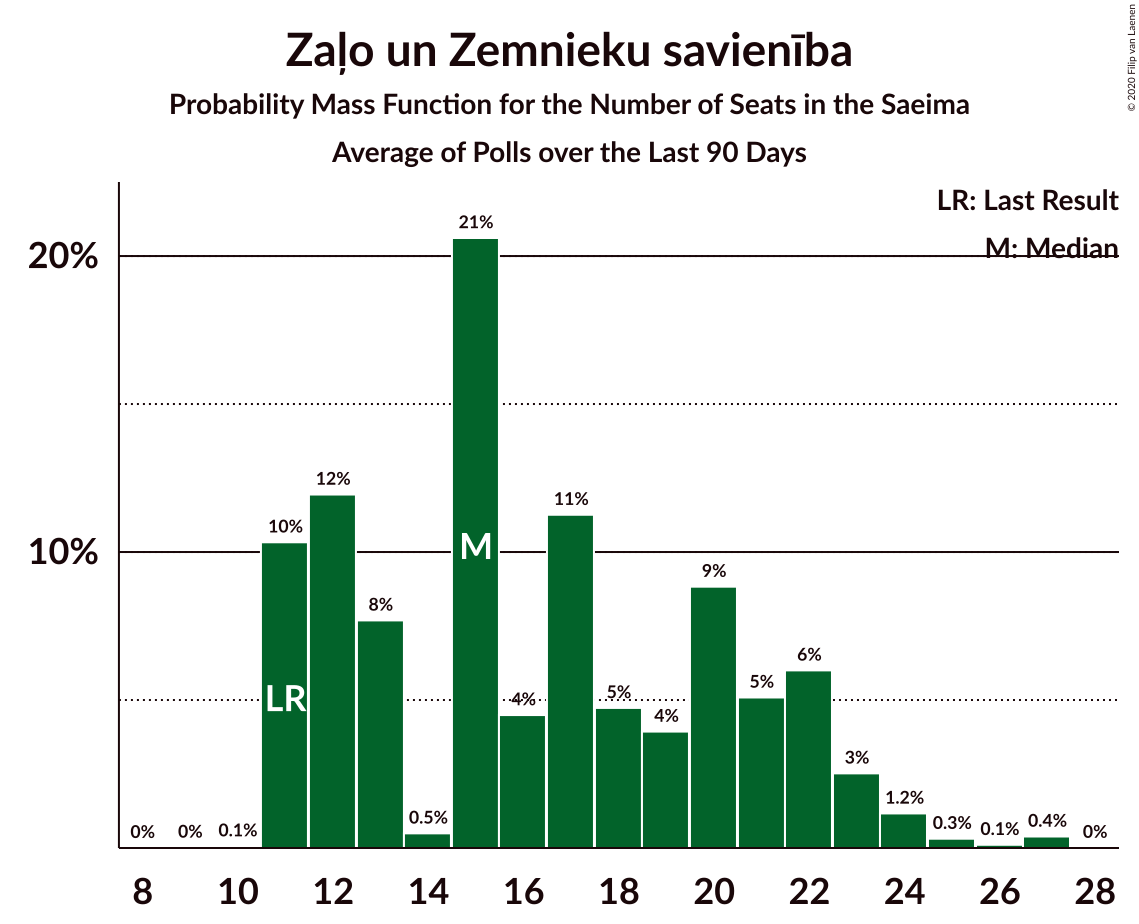 Zaļo un Zemnieku savienība
Probability Mass Function for the Number of Seats in the Saeima
Average of Polls over the Last 90 Days
© 2020 Filip van Laenen
LR: Last Result
M: Median
20%
10%
0% 0% 0.1% 10% 12% 8% 0.5% 21% 4% 11% 5% 4% 9% 5% 6% 3% 1.2% 0.3% 0.1% 0.4% 0%
LR M
8 10 12 14 16 18 20 22 24 26 28